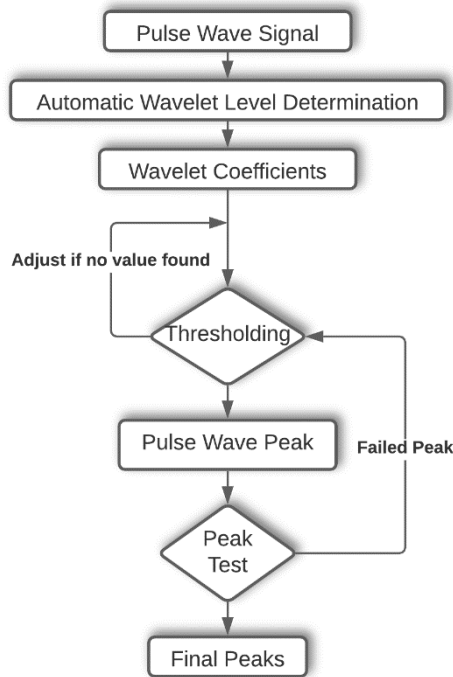 Pulse Wave Signal
Automatic Wavelet Level Determination
Wavelet Coefficients
Adjust if no value found
Thresholding
Pulse Wave Peak
Failed Peak
Peak
Test
Final Peaks